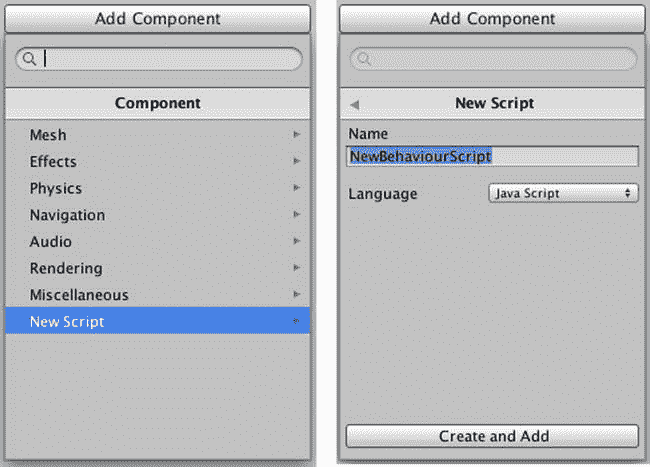 Add Component
Component
Mesh
Effects
Physics
Navigation
Audio
Rendering
Miscellaneous
New Script
Add Component
New Script
Name
NewBehaviourScript
Language Java Script
Create and Add